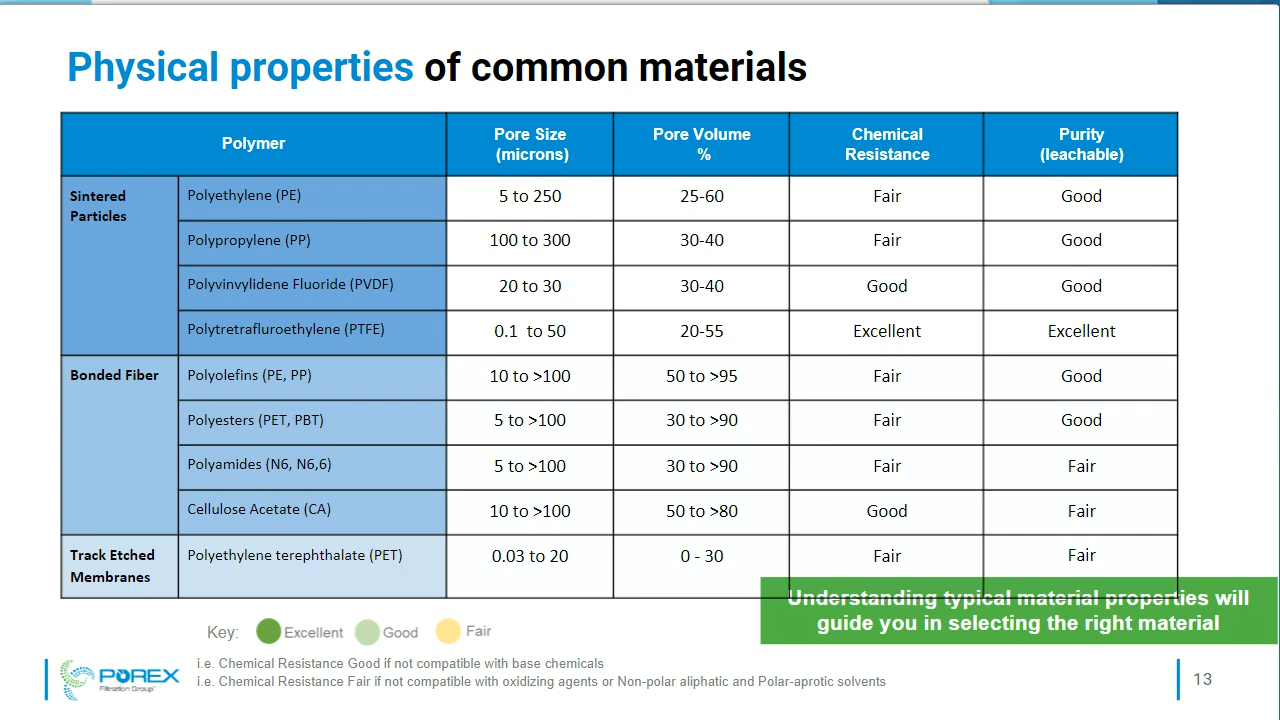 Physical properties of common materials
Polymer
Pore Size
(microns)
Pore Volume
%
Chemical
Resistance
Purity
(leachable)
Sintered
Particles
Polyethylene (PE)
5 to 250
25-60
Fair
Good
Polypropylene (PP)
100 to 300
30-40
Fair
Good
Polyvinvylidene Fluoride (PVDF)
20 to 30
30-40
Good
Good
Polytretrafluroethylene (PTFE)
0.1 to 50
20-55
Excellent
Excellent
Bonded Fiber
Polyolefins (PE, PP)
10 to >100
50 to >95
Fair
Good
Polyesters (PET, PBT)
5 to >100
30 to >90
Fair
Good
Polyamides (N6, N6,6)
5 to >100
30 to >90
Fair
Fair
Cellulose Acetate (CA)
10 to >100
50 to >80
Good
Fair
Track Etched
Membranes
Polyethylene terephthalate (PET)
0.03 to 20
0 - 30
Fair
Fair
Understanding typical material properties will
guide you in selecting the right material
Key: Excellent Good Fair
POREX
Filtration Group
i.e. Chemical Resistance Good if not compatible with base chemicals
i.e. Chemical Resistance Fair if not compatible with oxidizing agents or Non-polar aliphatic and Polar-aprotic solvents
13